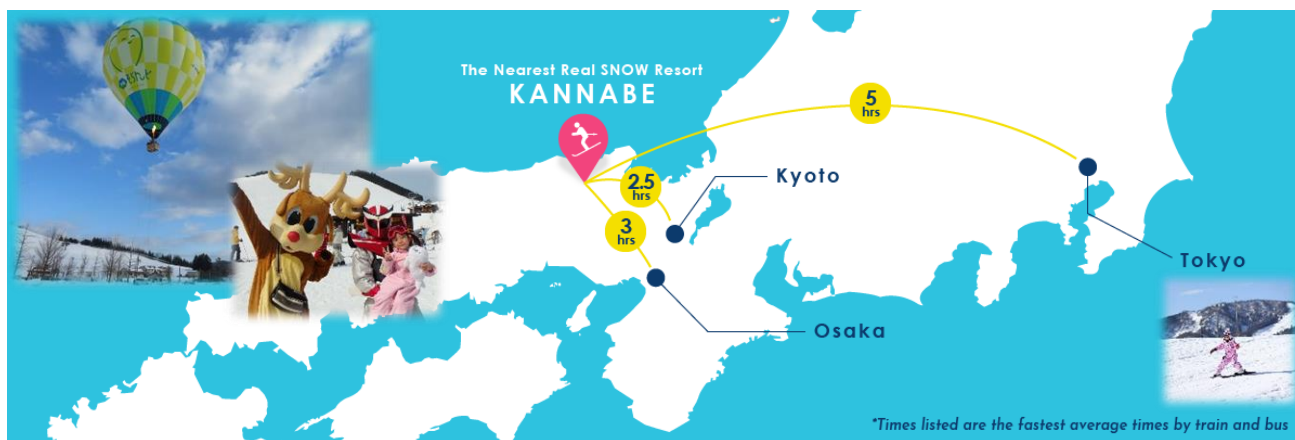 The Nearest Real SNOW Resort
KANNABE
5
hrs
2.5
hrs
Kyoto
3
hrs
Tokyo
Osaka
*Times listed are the fastest average times by train and bus